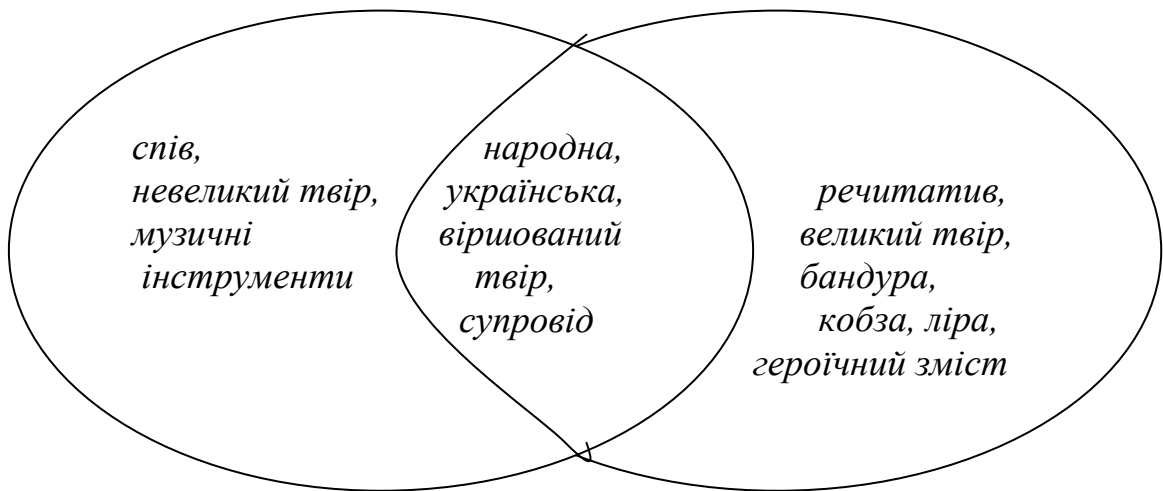 спів,
невеликий твір,
музичні
інструменти
народна,
українська,
віршований
твір,
супровід
речитатив,
великий твір,
бандура,
кобза, ліра,
героїчний зміст